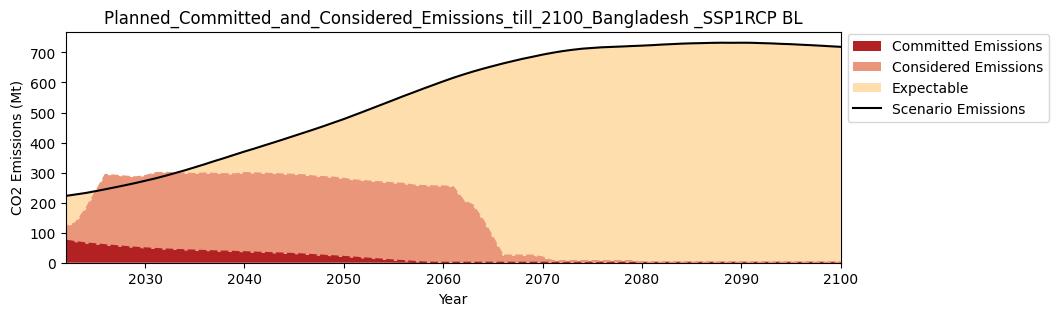 Planned_Committed_and_Considered_Emissions_till_2100_Bangladesh _SSP1RCP BL
CO2 Emissions (Mt)
700
600
500
400
300
200
100
0
2030 2040 2050 2060 2070 2080 2090 2100
Year
Committed Emissions
Considered Emissions
Expectable
Scenario Emissions